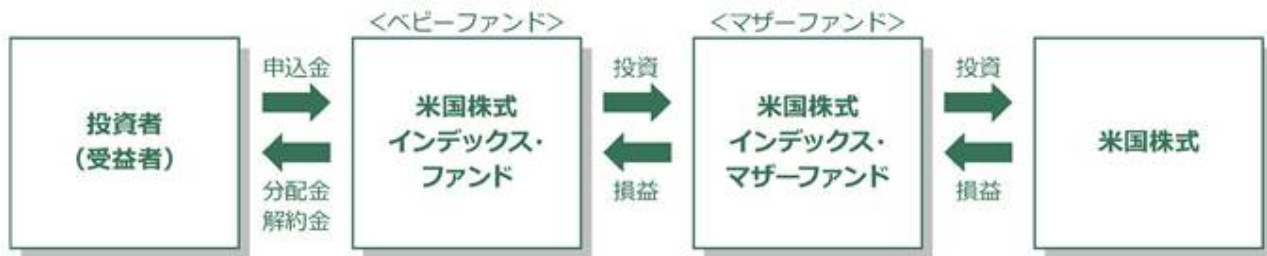 <ベビーファンド>
<マザーファンド>
投資者
(受益者)
申込金
分配金
解約金
米国株式
インデックス・
ファンド
投資
損益
米国株式
インデックス・
マザーファンド
投資
損益
米国株式